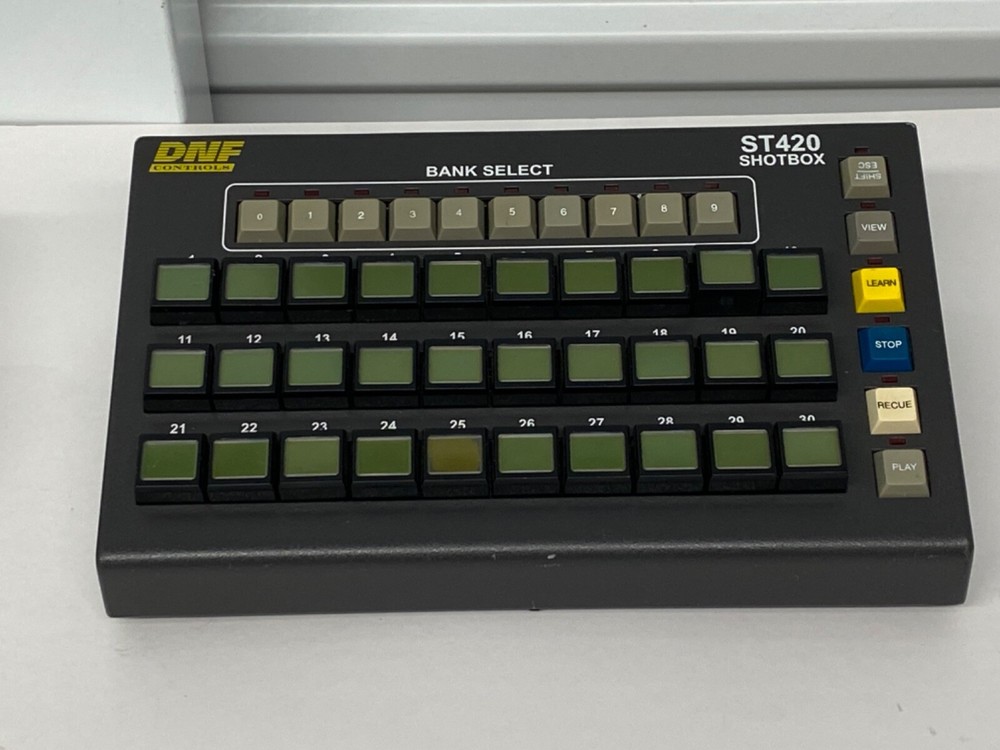 DNF
CONTROLS
ST420
SHOTBOX
BANK SELECT
0 1 2 3 4 5 6 7 8 9
SHIFT
ESC
VIEW
LEARN
11 12 13 14 15 16 17 18 19 20
STOP
RECUE
21 22 23 24 25 26 27 28 29 30
PLAY